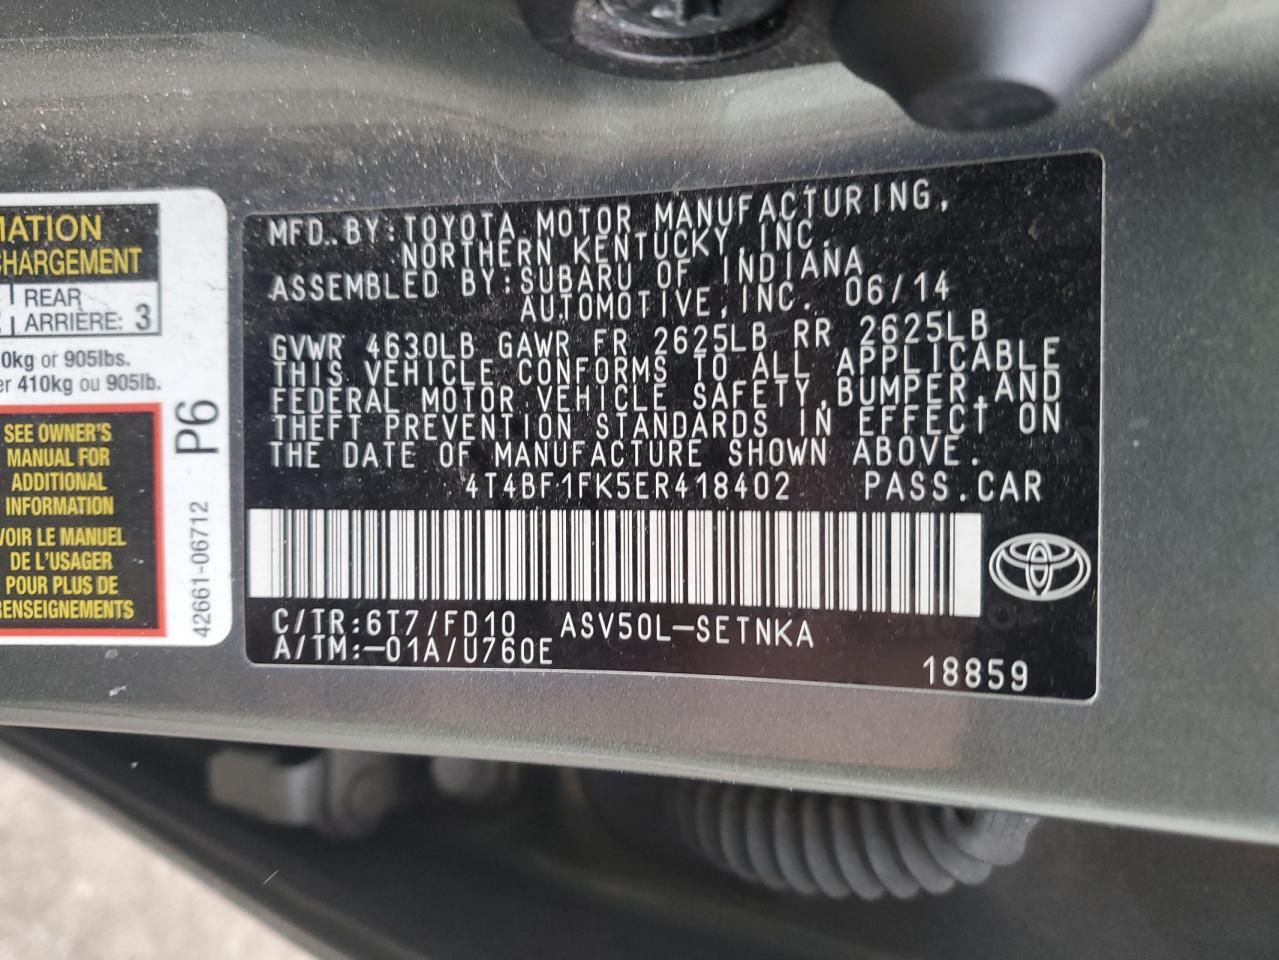 MATION
CHARGEMENT
REAR
ARRIÈRE: 3
0kg or 905lbs.
er 410kg ou 905lb.
SEE OWNER'S
MANUAL FOR
ADDITIONAL
INFORMATION
VOIR LE MANUEL
DE L'USAGER
POUR PLUS DE
RENSEIGNEMENTS
P6
42661-06712
MFD. BY: TOYOTA MOTOR MANUFACTURING,
NORTHERN KENTUCKY, INC.
ASSEMBLED BY: SUBARU OF INDIANA
AUTOMOTIVE, INC. 06/14
GVWR 4630LB GAWR FR 2625LB RR 2625LB
THIS VEHICLE CONFORMS TO ALL APPLICABLE
FEDERAL MOTOR VEHICLE SAFETY, BUMPER, AND
THEFT PREVENTION STANDARDS IN EFFECT ON
THE DATE OF MANUFACTURE SHOWN ABOVE.
4T4BF1FK5ER418402 PASS.CAR
C/TR:6T7/FD10 ASV50L-SETNKA
A/TM:-01A/U760E
18859